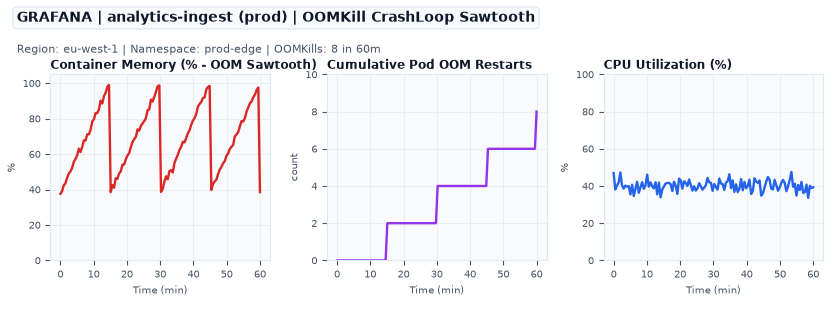 GRAFANA | analytics-ingest (prod) | OOMKill CrashLoop Sawtooth
Region: eu-west-1 | Namespace: prod-edge | OOMKills: 8 in 60m
Container Memory (% - OOM Sawtooth)
%
100
80
60
40
20
0
0 10 20 30 40 50 60
Time (min)
Cumulative Pod OOM Restarts
count
10
8
6
4
2
0
0 10 20 30 40 50 60
Time (min)
CPU Utilization (%)
%
100
80
60
40
20
0
0 10 20 30 40 50 60
Time (min)